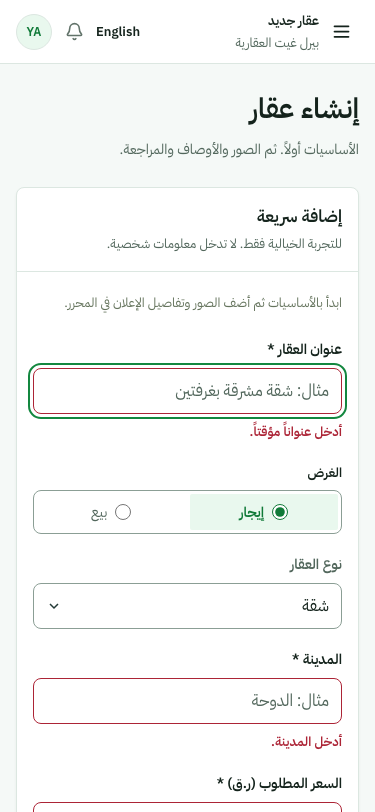 عقار جديد
بيرل غيت العقارية
English
YA
إنشاء عقار
الأساسيات أولاً. ثم الصور والأوصاف والمراجعة.
إضافة سريعة
للتجربة الخيالية فقط. لا تدخل معلومات شخصية.
ابدأ بالأساسيات ثم أضف الصور وتفاصيل الإعلان في المحرر.
عنوان العقار *
مثال: شقة مشرقة بغرفتين
أدخل عنواناً مؤقتاً.
الغرض
إيجار
بيع
نوع العقار
شقة
المدينة *
مثال: الدوحة
أدخل المدينة.
السعر المطلوب (ر.ق) *